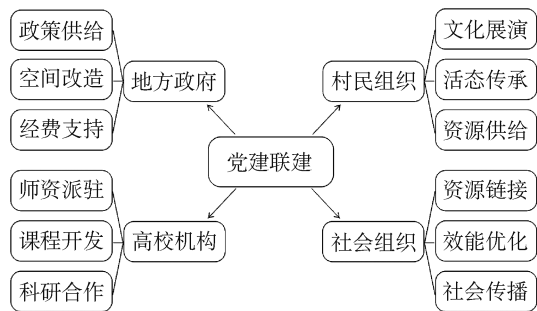 政策供给
空间改造
经费支持
地方政府
村民组织
文化展演
活态传承
资源供给
党建联建
师资派驻
课程开发
科研合作
高校机构
社会组织
资源链接
效能优化
社会传播